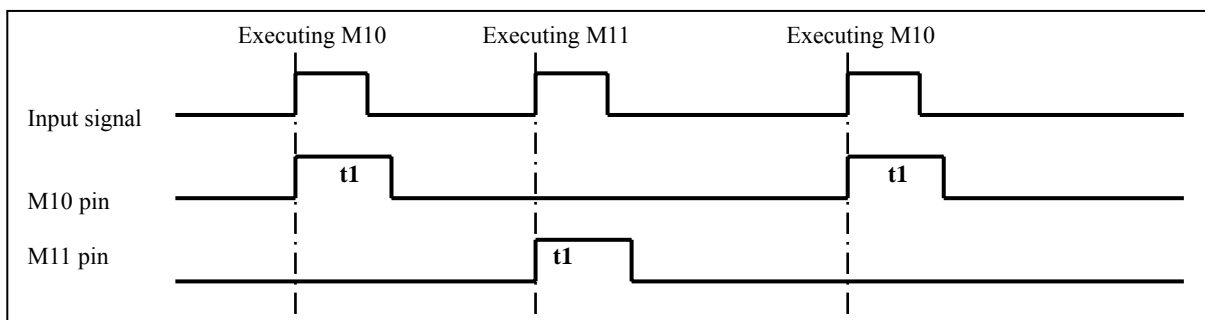 Executing M10 Executing M11 Executing M10
Input signal
t1 t1
M10 pin
M11 pin t1